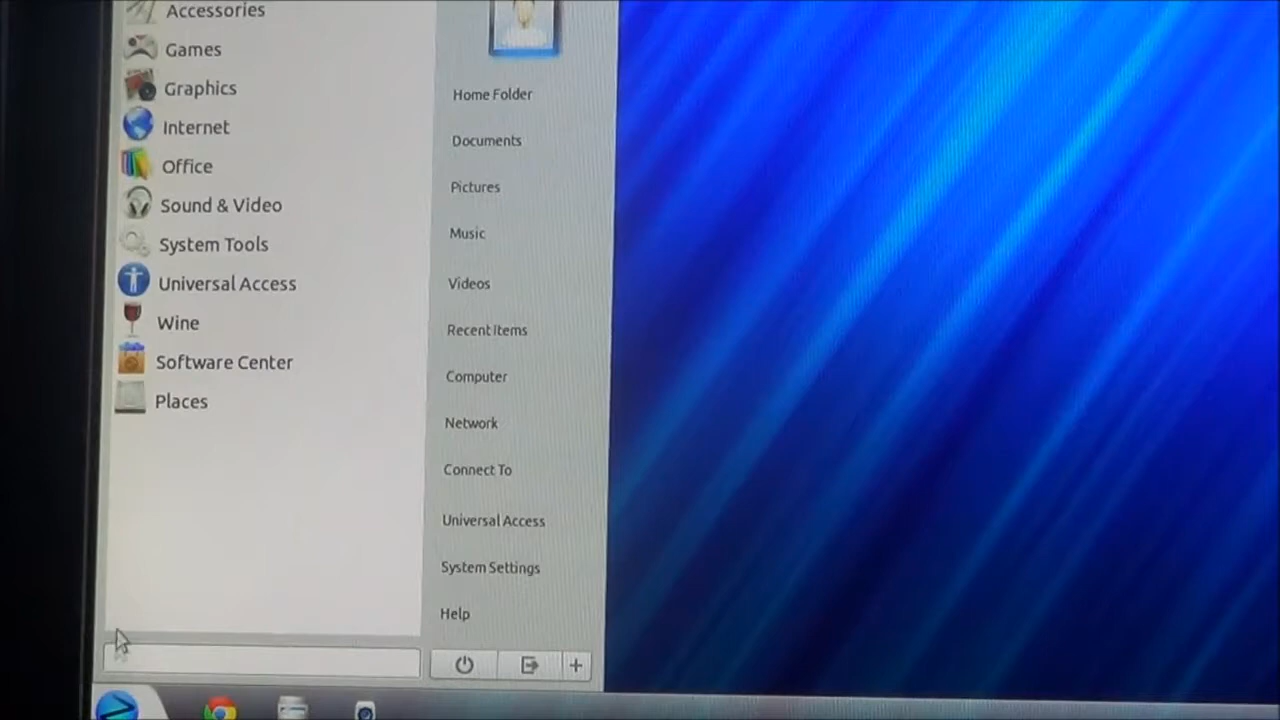 Accessories
Games
Graphics
Internet
Office
Sound & Video
System Tools
Universal Access
Wine
Software Center
Places
Home Folder
Documents
Pictures
Music
Videos
Recent Items
Computer
Network
Connect To
Universal Access
System Settings
Help